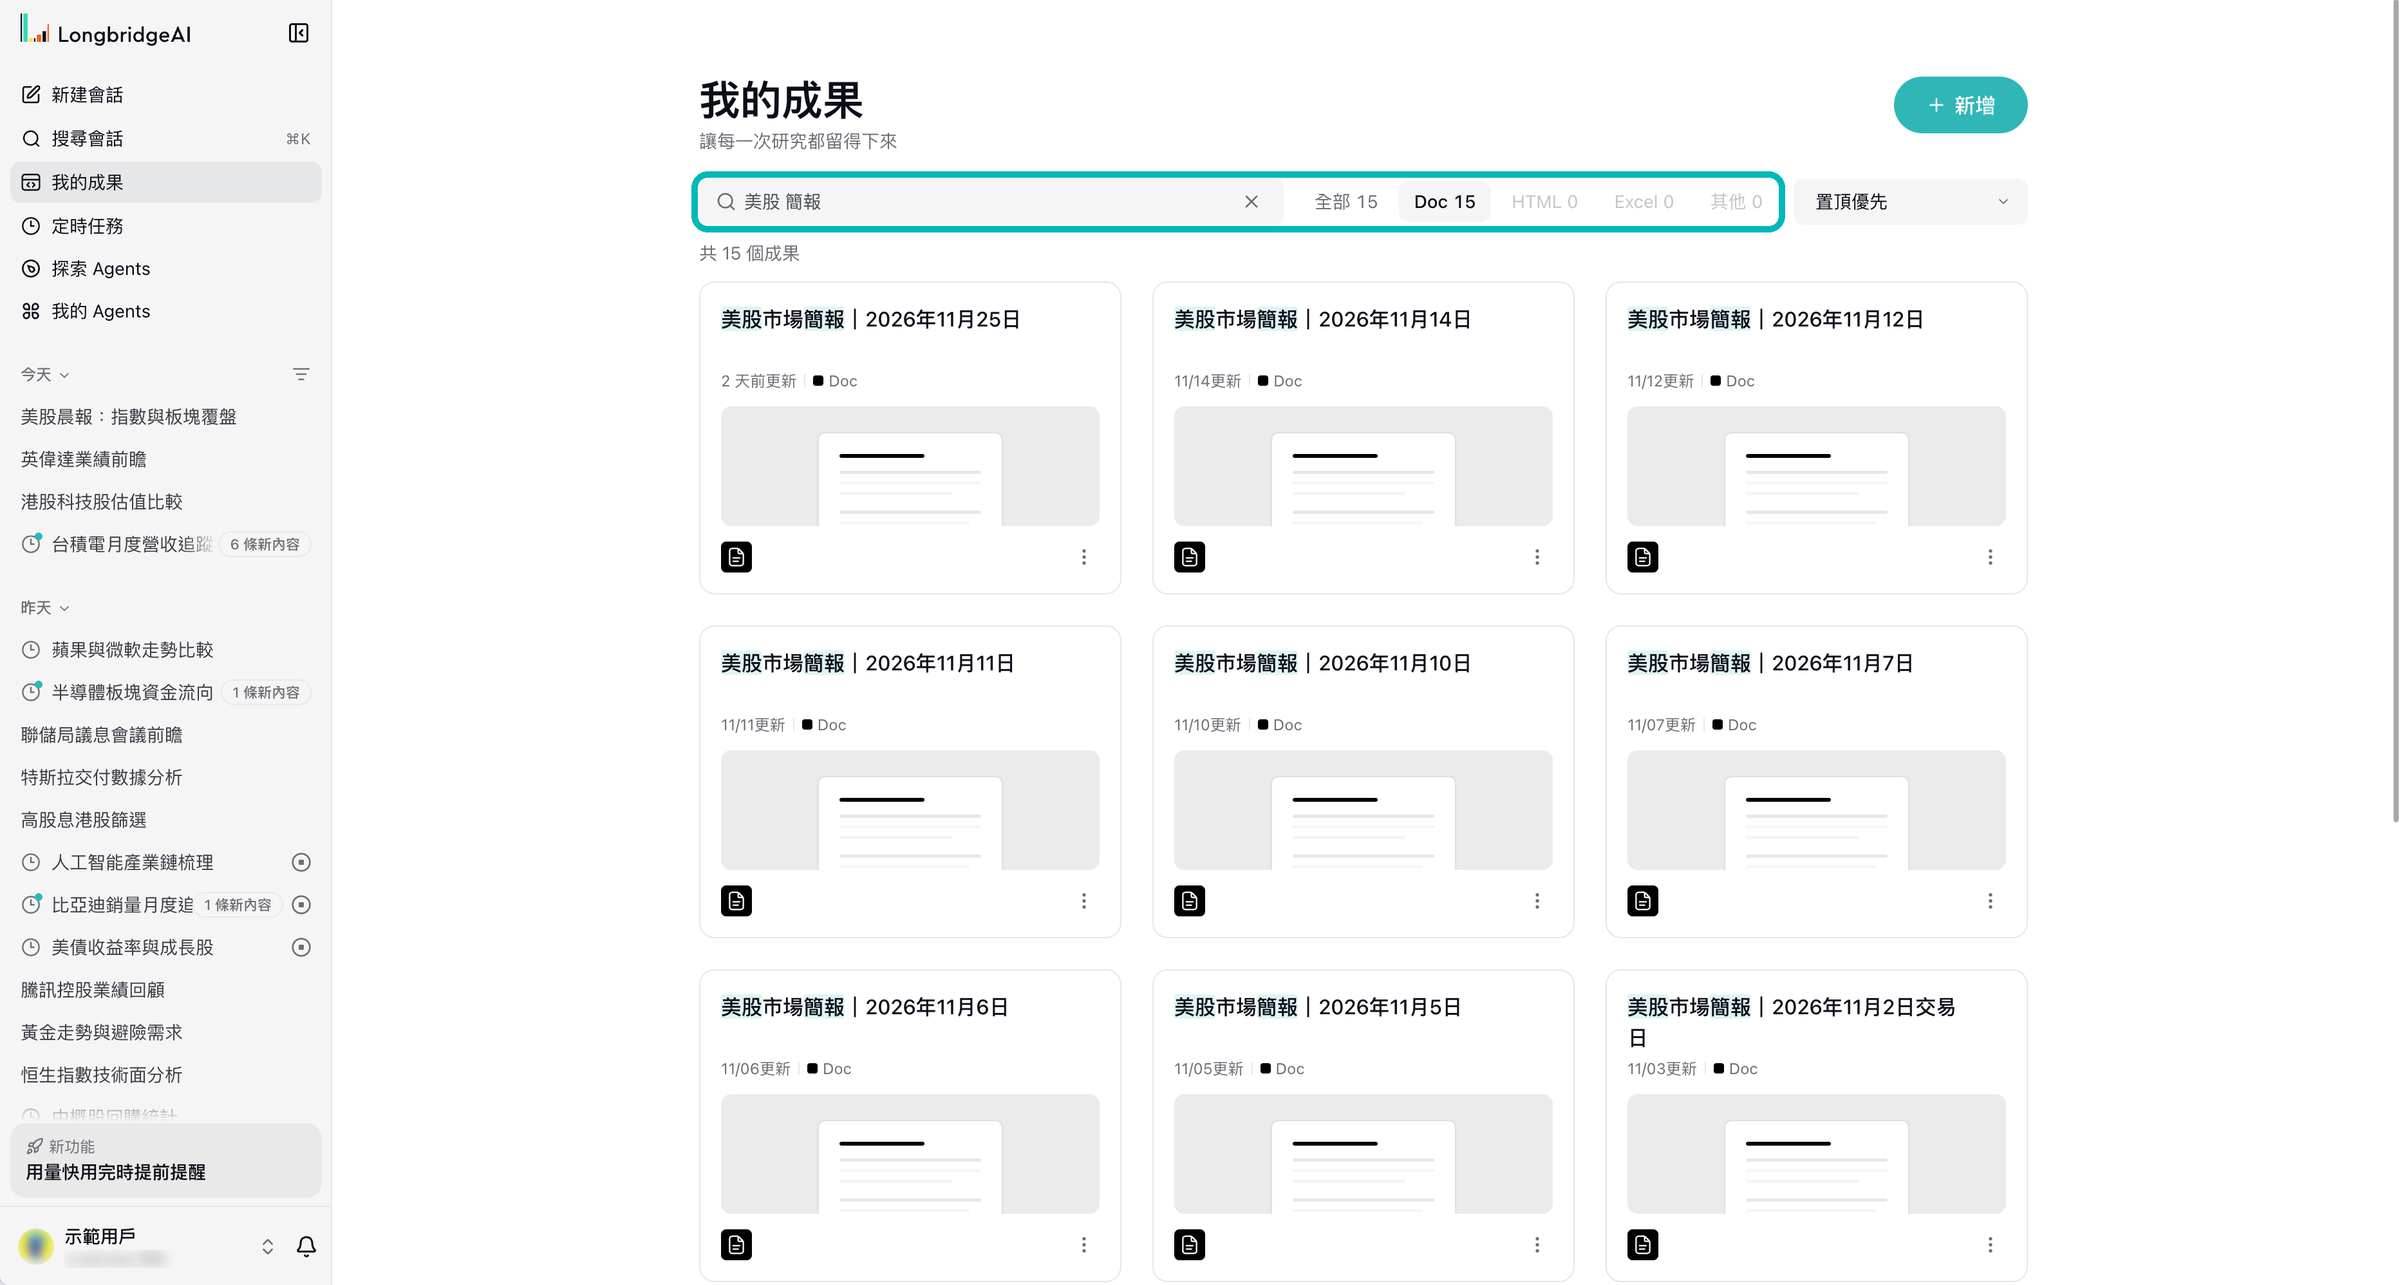 LongbridgeAI
新建會話
搜尋會話 ⌘K
我的成果
定時任務
探索 Agents
我的 Agents
今天
美股晨報：指數與板塊覆盤
英偉達業績前瞻
港股科技股估值比較
台積電月度營收追蹤 6 條新內容
昨天
蘋果與微軟走勢比較
半導體板塊資金流向 1 條新內容
聯儲局議息會議前瞻
特斯拉交付數據分析
高股息港股篩選
人工智能產業鏈梳理
比亞迪銷量月度追 1 條新內容
美債收益率與成長股
騰訊控股業績回顧
黃金走勢與避險需求
恒生指數技術面分析
中概股回購統計
新功能
用量快用完時提前提醒
示範用戶
我的成果
讓每一次研究都留得下來
+ 新增
美股 簡報
全部 15 Doc 15 HTML 0 Excel 0 其他 0
置頂優先
共 15 個成果
美股市場簡報｜2026年11月25日
2 天前更新 Doc
美股市場簡報｜2026年11月14日
11/14更新 Doc
美股市場簡報｜2026年11月12日
11/12更新 Doc
美股市場簡報｜2026年11月11日
11/11更新 Doc
美股市場簡報｜2026年11月10日
11/10更新 Doc
美股市場簡報｜2026年11月7日
11/07更新 Doc
美股市場簡報｜2026年11月6日
11/06更新 Doc
美股市場簡報｜2026年11月5日
11/05更新 Doc
美股市場簡報｜2026年11月2日交易
日
11/03更新 Doc